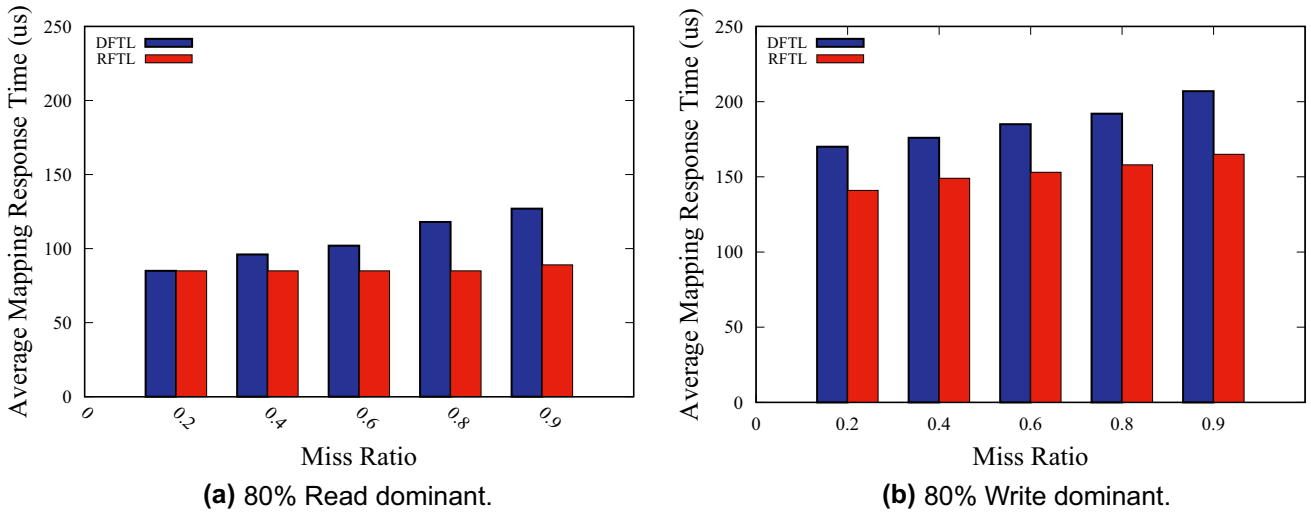 Average Mapping Response Time (us)
250
200
150
100
50
0
DFTL
RFTL
0
0.2
0.4
0.6
0.8
0.9
Miss Ratio
(a) 80% Read dominant.
Average Mapping Response Time (us)
250
200
150
100
50
0
DFTL
RFTL
0
0.2
0.4
0.6
0.8
0.9
Miss Ratio
(b) 80% Write dominant.